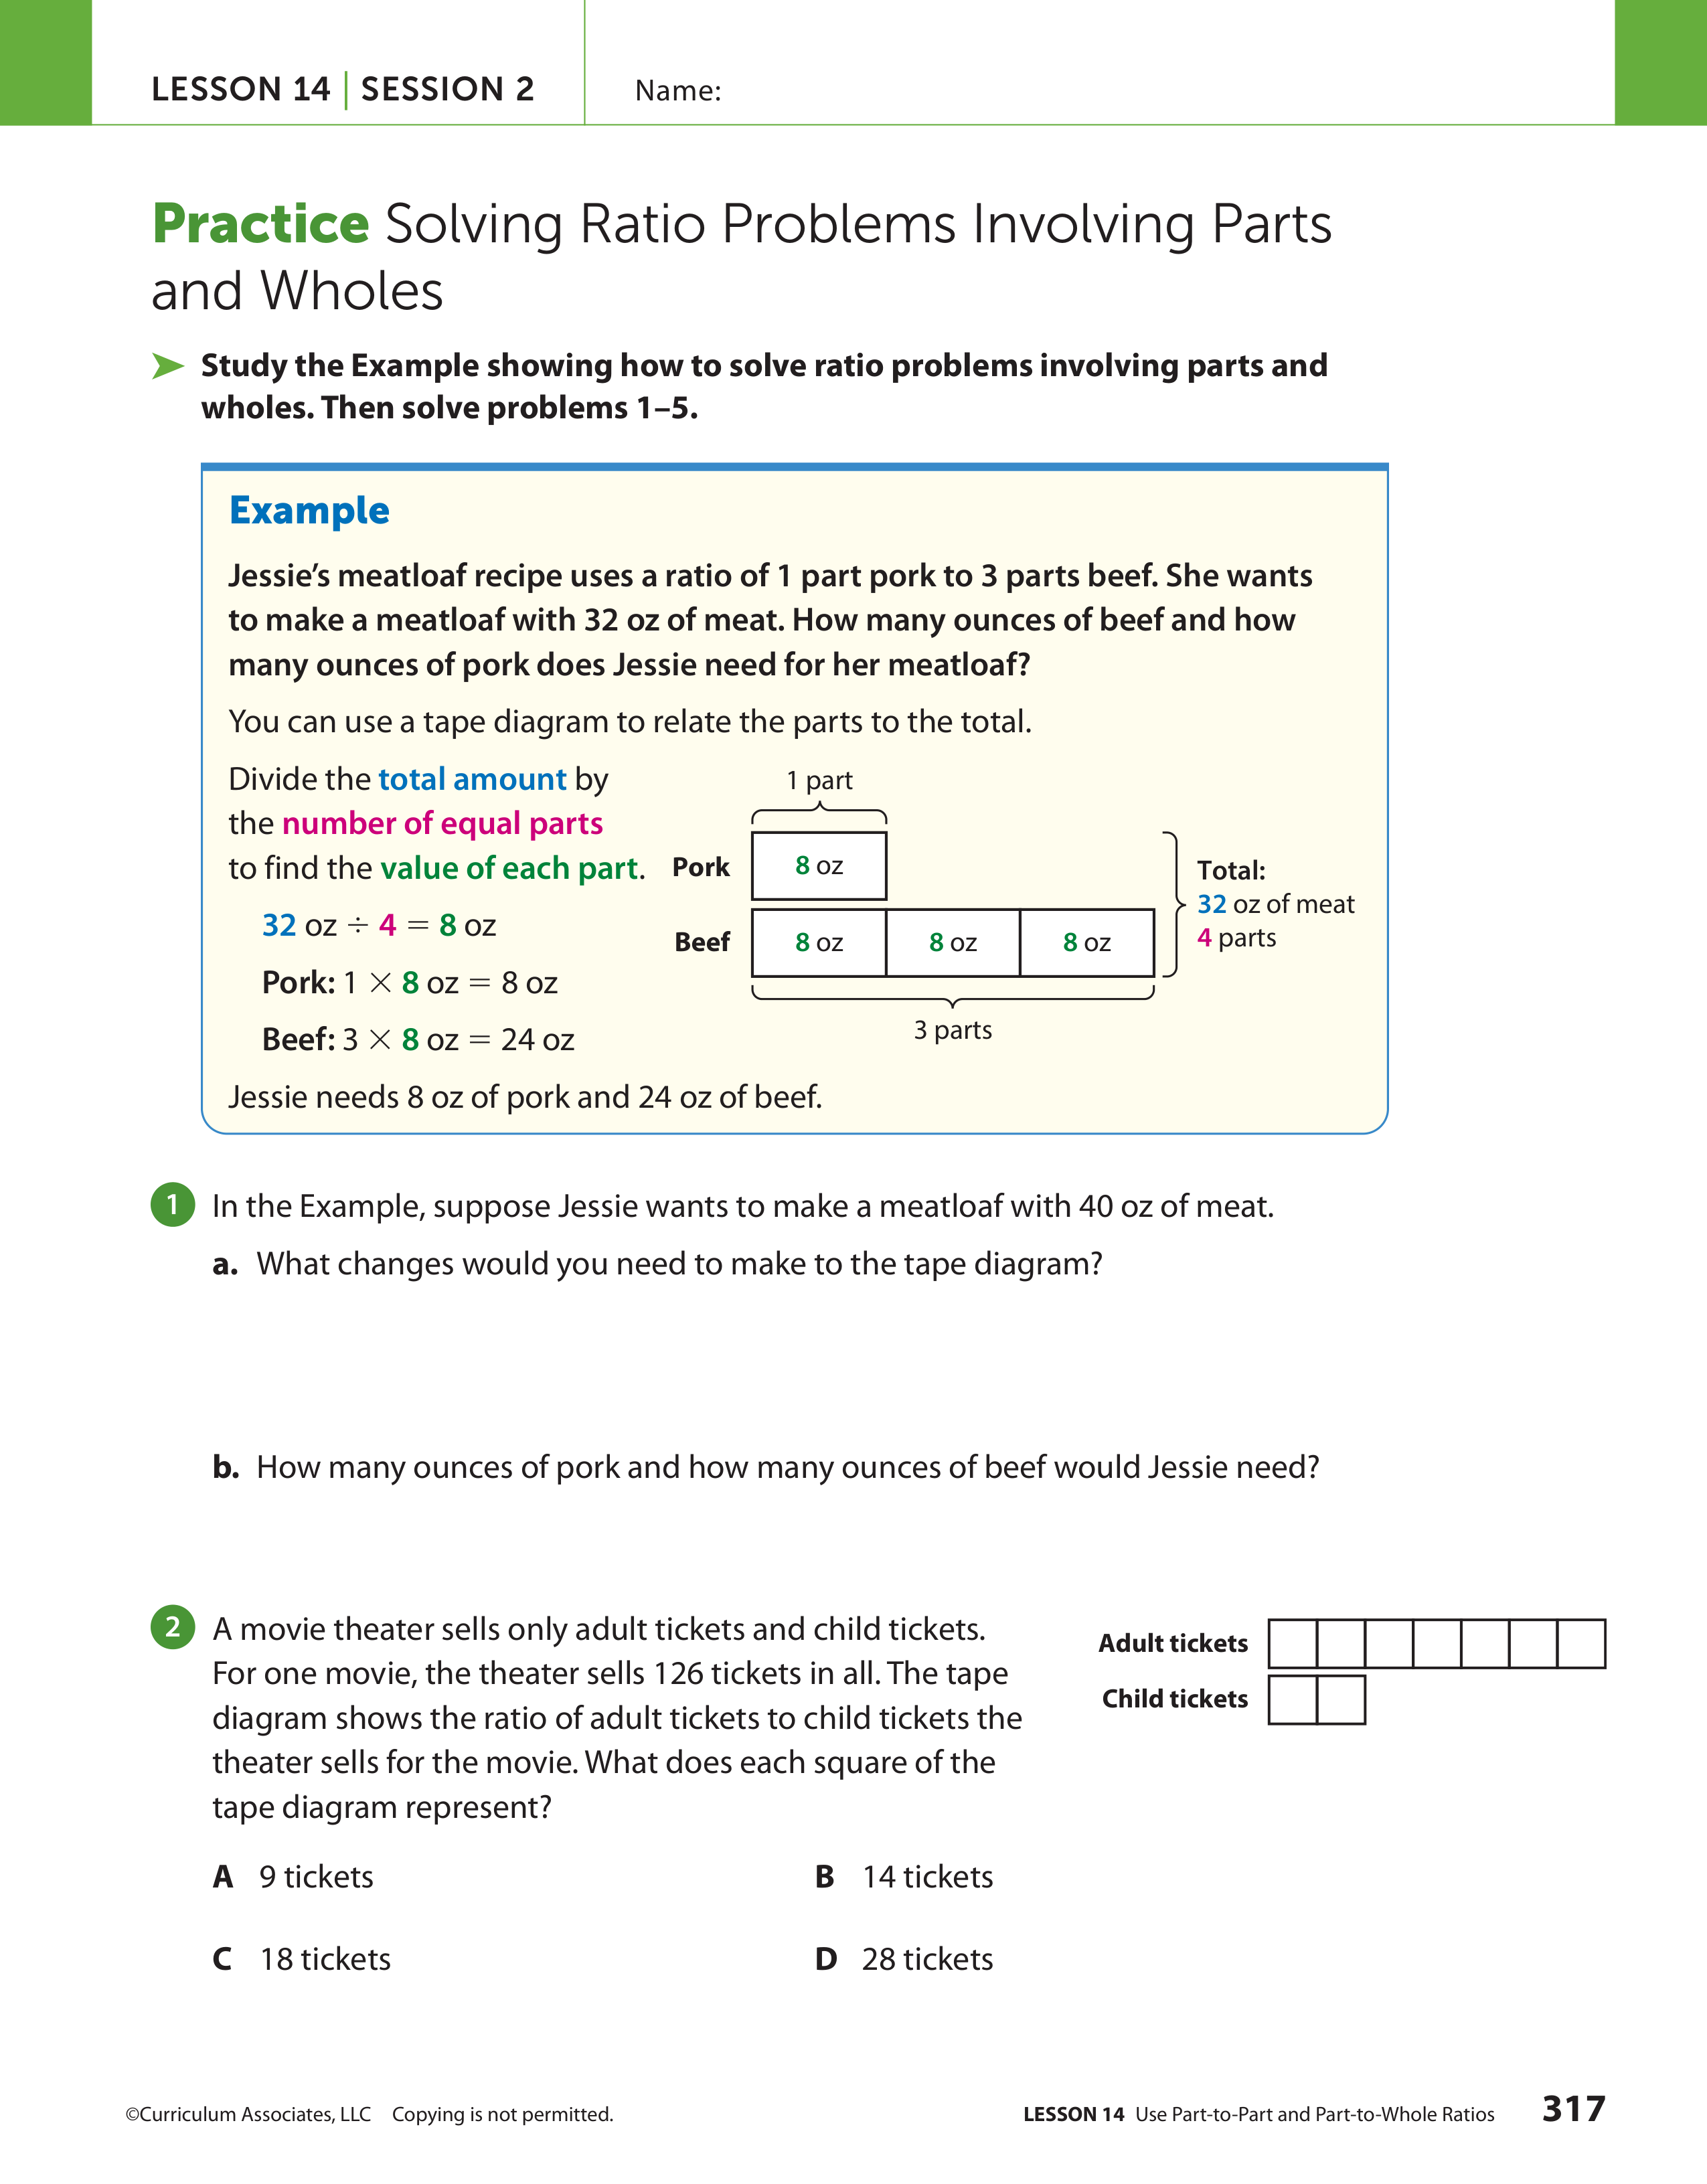 LESSON 14 | SESSION 2
Name:
Practice Solving Ratio Problems Involving Parts
and Wholes
➤ Study the Example showing how to solve ratio problems involving parts and
wholes. Then solve problems 1–5.
Example
Jessie’s meatloaf recipe uses a ratio of 1 part pork to 3 parts beef. She wants
to make a meatloaf with 32 oz of meat. How many ounces of beef and how
many ounces of pork does Jessie need for her meatloaf?
You can use a tape diagram to relate the parts to the total.
Divide the total amount by
the number of equal parts
to find the value of each part.
32 oz ÷ 4 = 8 oz
Pork: 1 × 8 oz = 8 oz
Beef: 3 × 8 oz = 24 oz
1 part
Pork 8 oz
Beef 8 oz 8 oz 8 oz
3 parts
Total:
32 oz of meat
4 parts
Jessie needs 8 oz of pork and 24 oz of beef.
1 In the Example, suppose Jessie wants to make a meatloaf with 40 oz of meat.
a. What changes would you need to make to the tape diagram?
b. How many ounces of pork and how many ounces of beef would Jessie need?
2 A movie theater sells only adult tickets and child tickets.
For one movie, the theater sells 126 tickets in all. The tape
diagram shows the ratio of adult tickets to child tickets the
theater sells for the movie. What does each square of the
tape diagram represent?
Adult tickets
Child tickets
A 9 tickets
B 14 tickets
C 18 tickets
D 28 tickets
©Curriculum Associates, LLC Copying is not permitted.
LESSON 14 Use Part-to-Part and Part-to-Whole Ratios 317